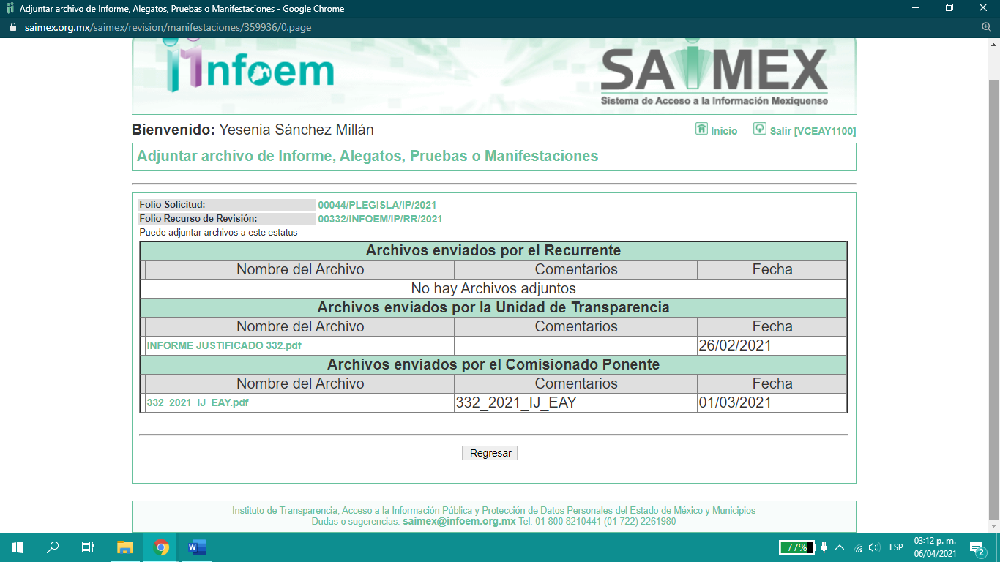 Adjuntar archivo de Informe, Alegatos, Pruebas o Manifestaciones - Google Chrome
saimex.org.mx/saimex/revision/manifestaciones/359936/0.page
infoem
SAIMEX
Sistema de Acceso a la Información Mexiquense
Bienvenido: Yesenia Sánchez Millán
Inicio Salir [VCEAY1100]
Adjuntar archivo de Informe, Alegatos, Pruebas o Manifestaciones
Folio Solicitud: 00044/PLEGISLA/IP/2021
Folio Recurso de Revisión: 00332/INFOEM/IP/RR/2021
Puede adjuntar archivos a este estatus
Archivos enviados por el Recurrente
Nombre del Archivo Comentarios Fecha
No hay Archivos adjuntos
Archivos enviados por la Unidad de Transparencia
Nombre del Archivo Comentarios Fecha
INFORME JUSTIFICADO 332.pdf 26/02/2021
Archivos enviados por el Comisionado Ponente
Nombre del Archivo Comentarios Fecha
332_2021_IJ_EAY.pdf 332_2021_IJ_EAY 01/03/2021
Regresar
Instituto de Transparencia, Acceso a la Información Pública y Protección de Datos Personales del Estado de México y Municipios
Dudas o sugerencias: saimex@infoem.org.mx Tel. 01 800 8210441 (01 722) 2261980
77% ESP 03:12 p. m.
06/04/2021
2